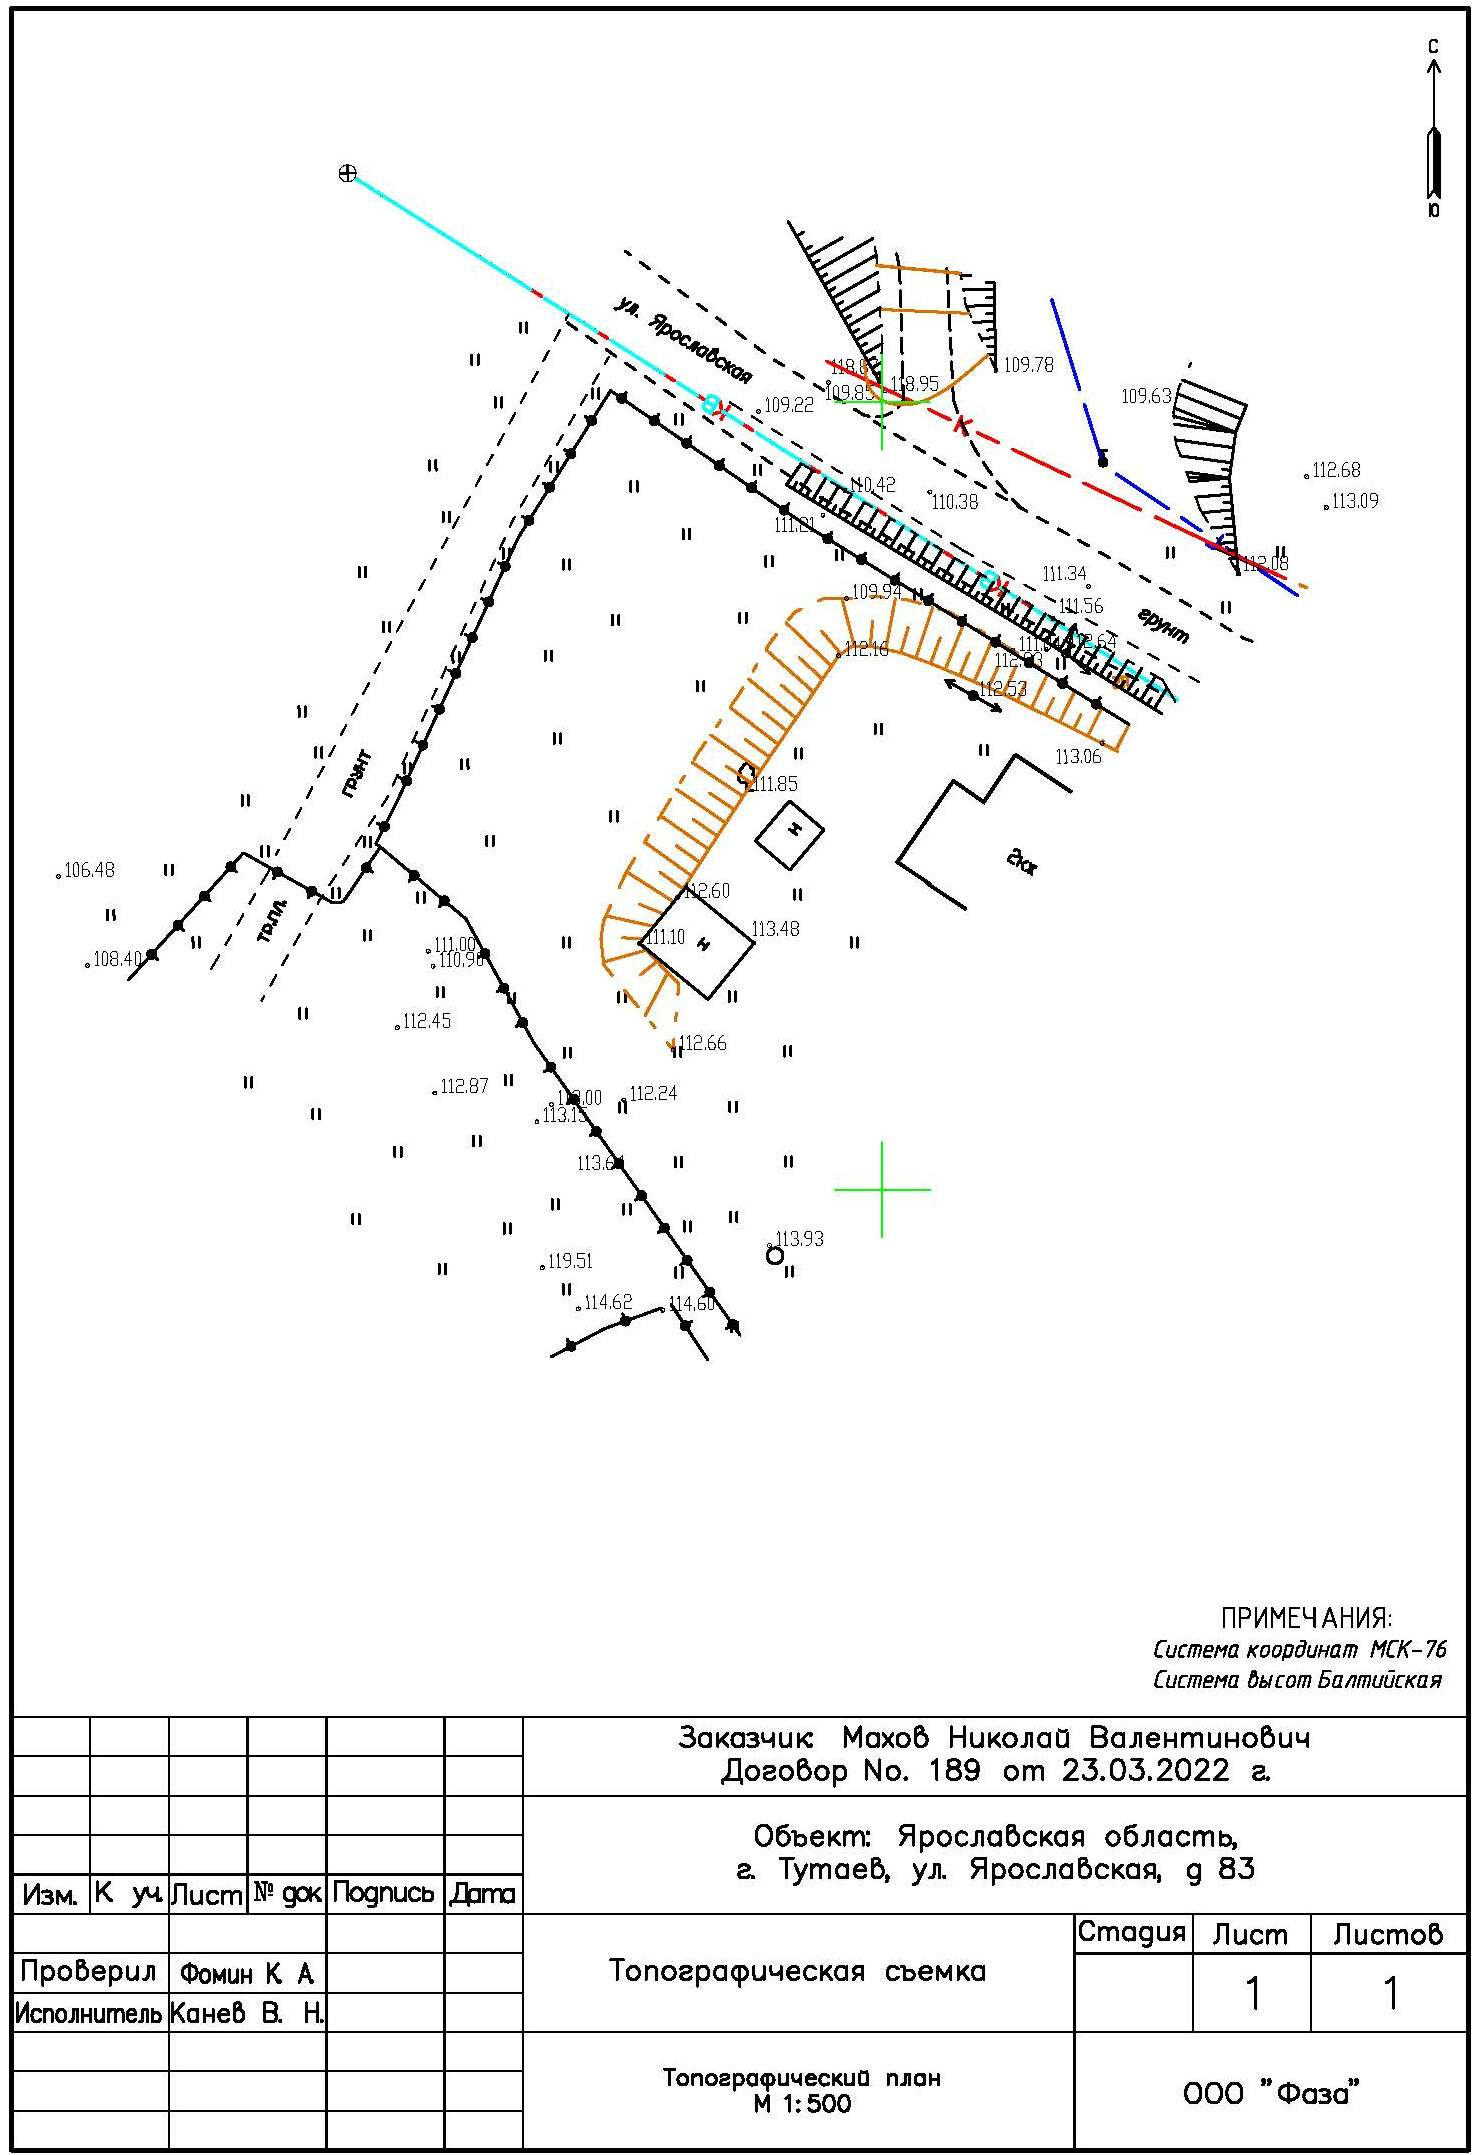 С
Ю
ул. Ярославская
109.78
118.95
109.85
109.22
109.63
112.68
113.09
110.42
110.38
111.21
К
В
К
В
К
112.08
111.34
109.94
111.56
грунт
112.64
112.16
112.53
113.06
111.85
Н
2КЖ
ГРУНТ
106.48
112.60
ТР.ПЛ.
113.48
111.10
Н
111.00
110.90
108.40
112.45
112.66
112.87
112.24
113.15
113.64
113.93
119.51
114.62
114.60
ПРИМЕЧАНИЯ:
Система координат МСК-76
Система высот Балтийская
Заказчик: Махов Николай Валентинович
Договор No. 189 от 23.03.2022 г.
Объект: Ярославская область,
г. Тутаев, ул. Ярославская, д 83
Изм. К уч. Лист № док Подпись Дата
Стадия Лист Листов
Проверил Фомин К. А.
Топографическая съемка
1 1
Исполнитель Канев В. Н.
Топографический план
М 1:500
ООО "Фаза"